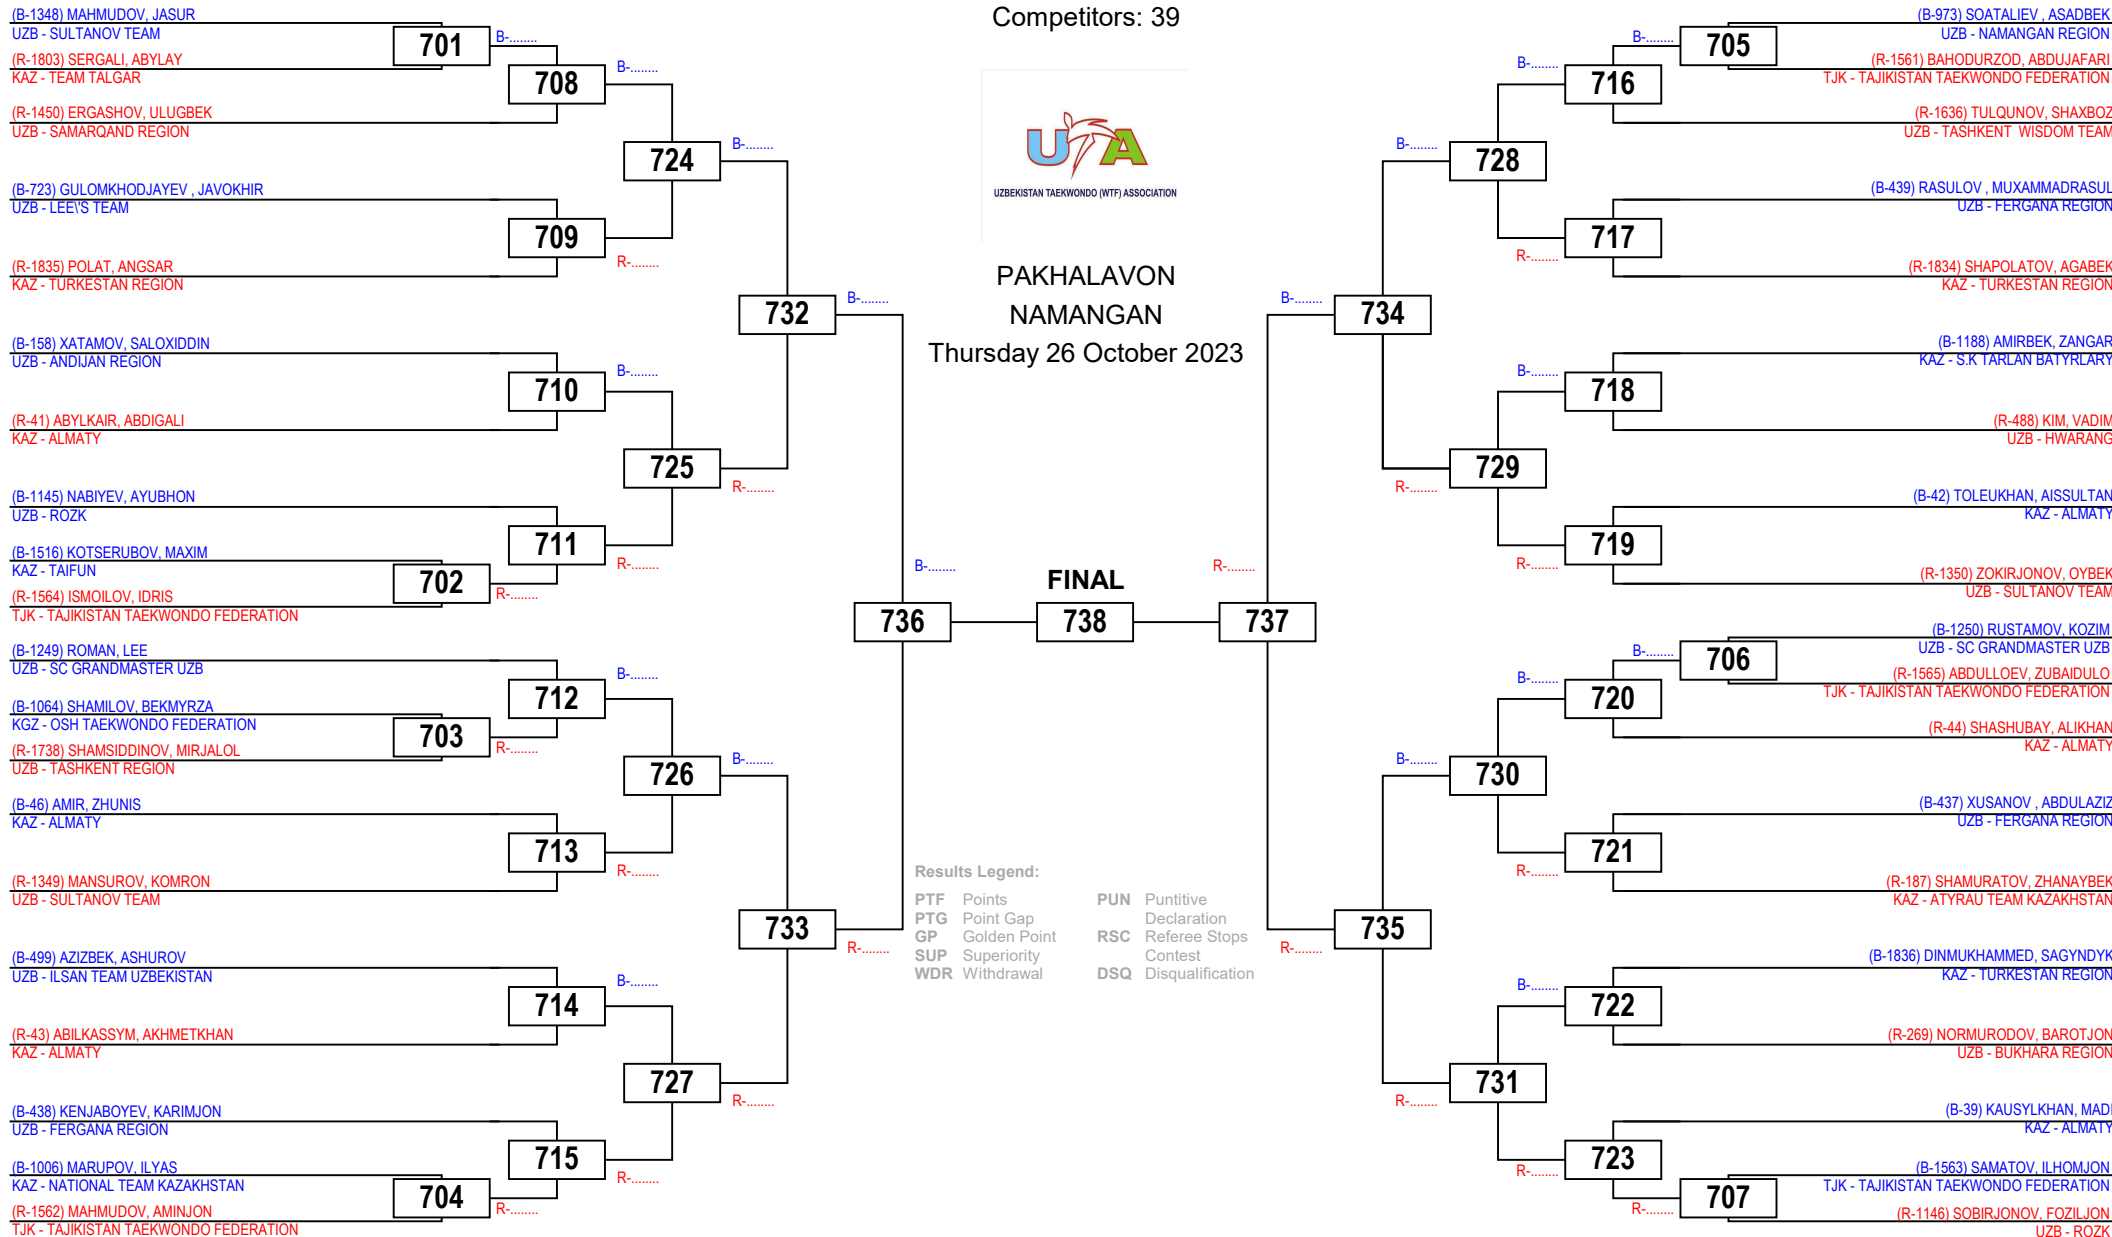 Competitors: 39
UTA
UZBEKISTAN TAEKWONDO (WTF) ASSOCIATION
PAKHALAVON
NAMANGAN
Thursday 26 October 2023
(B-1348) MAHMUDOV, JASUR
UZB - SULTANOV TEAM
701
B-........
(R-1803) SERGALI, ABYLAY
KAZ - TEAM TALGAR
708
B-........
(R-1450) ERGASHOV, ULUGBEK
UZB - SAMARQAND REGION
724
B-........
(B-723) GULOMKHODJAYEV , JAVOKHIR
UZB - LEE\'S TEAM
709
R-........
(R-1835) POLAT, ANGSAR
KAZ - TURKESTAN REGION
732
B-........
(B-158) XATAMOV, SALOXIDDIN
UZB - ANDIJAN REGION
710
B-........
(R-41) ABYLKAIR, ABDIGALI
KAZ - ALMATY
725
R-........
(B-1145) NABIYEV, AYUBHON
UZB - ROZK
711
R-........
(B-1516) KOTSERUBOV, MAXIM
KAZ - TAIFUN
702
R-........
(R-1564) ISMOILOV, IDRIS
TJK - TAJIKISTAN TAEKWONDO FEDERATION
736
B-........
(B-1249) ROMAN, LEE
UZB - SC GRANDMASTER UZB
712
B-........
(B-1064) SHAMILOV, BEKMYRZA
KGZ - OSH TAEKWONDO FEDERATION
703
R-........
(R-1738) SHAMSIDDINOV, MIRJALOL
UZB - TASHKENT REGION
726
B-........
(B-46) AMIR, ZHUNIS
KAZ - ALMATY
713
R-........
(R-1349) MANSUROV, KOMRON
UZB - SULTANOV TEAM
733
R-........
(B-499) AZIZBEK, ASHUROV
UZB - ILSAN TEAM UZBEKISTAN
714
B-........
(R-43) ABILKASSYM, AKHMETKHAN
KAZ - ALMATY
727
R-........
(B-438) KENJABOYEV, KARIMJON
UZB - FERGANA REGION
715
R-........
(B-1006) MARUPOV, ILYAS
KAZ - NATIONAL TEAM KAZAKHSTAN
704
R-........
(R-1562) MAHMUDOV, AMINJON
TJK - TAJIKISTAN TAEKWONDO FEDERATION
FINAL
738
Results Legend:
PTF Points
PTG Point Gap
GP Golden Point
SUP Superiority
WDR Withdrawal
PUN Puntitive
Declaration
RSC Referee Stops
Contest
DSQ Disqualification
(B-973) SOATALIEV , ASADBEK
UZB - NAMANGAN REGION
705
B-........
(R-1561) BAHODURZOD, ABDUJAFARI
TJK - TAJIKISTAN TAEKWONDO FEDERATION
716
B-........
(R-1636) TULQUNOV, SHAXBOZ
UZB - TASHKENT  WISDOM TEAM
728
B-........
(B-439) RASULOV , MUXAMMADRASUL
UZB - FERGANA REGION
717
R-........
(R-1834) SHAPOLATOV, AGABEK
KAZ - TURKESTAN REGION
734
B-........
(B-1188) AMIRBEK, ZANGAR
KAZ - S.K TARLAN BATYRLARY
718
B-........
(R-488) KIM, VADIM
UZB - HWARANG
729
R-........
(B-42) TOLEUKHAN, AISSULTAN
KAZ - ALMATY
719
R-........
(R-1350) ZOKIRJONOV, OYBEK
UZB - SULTANOV TEAM
737
R-........
(B-1250) RUSTAMOV, KOZIM
UZB - SC GRANDMASTER UZB
706
B-........
(R-1565) ABDULLOEV, ZUBAIDULO
TJK - TAJIKISTAN TAEKWONDO FEDERATION
720
B-........
(R-44) SHASHUBAY, ALIKHAN
KAZ - ALMATY
730
B-........
(B-437) XUSANOV , ABDULAZIZ
UZB - FERGANA REGION
721
R-........
(R-187) SHAMURATOV, ZHANAYBEK
KAZ - ATYRAU TEAM KAZAKHSTAN
735
R-........
(B-1836) DINMUKHAMMED, SAGYNDYK
KAZ - TURKESTAN REGION
722
B-........
(R-269) NORMURODOV, BAROTJON
UZB - BUKHARA REGION
731
R-........
(B-39) KAUSYLKHAN, MADI
KAZ - ALMATY
723
R-........
(B-1563) SAMATOV, ILHOMJON
TJK - TAJIKISTAN TAEKWONDO FEDERATION
707
R-........
(R-1146) SOBIRJONOV, FOZILJON
UZB - ROZK